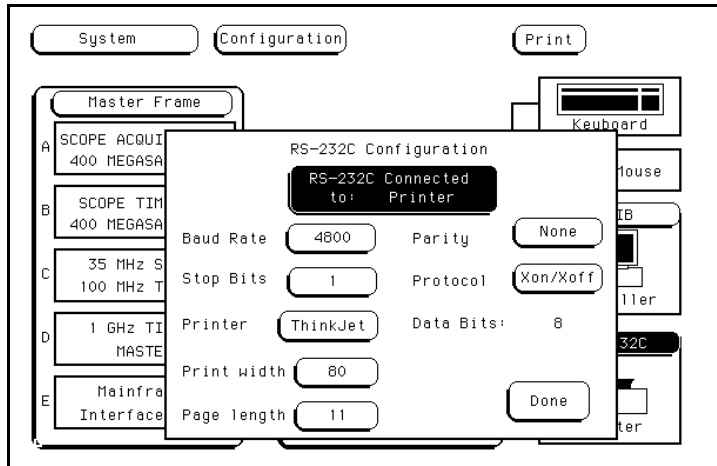 System
Configuration
Print
Master Frame
A
SCOPE ACQUI
400 MEGASA
B
SCOPE TIM
400 MEGASA
C
35 MHz S
100 MHz T
D
1 GHz TI
MASTE
E
Mainfra
Interface
Keyboard
Mouse
IB
ller
32C
ter
RS-232C Configuration
RS-232C Connected
to: Printer
Baud Rate 4800
Parity None
Stop Bits 1
Protocol Xon/Xoff
Printer ThinkJet
Data Bits: 8
Print width 80
Page length 11
Done